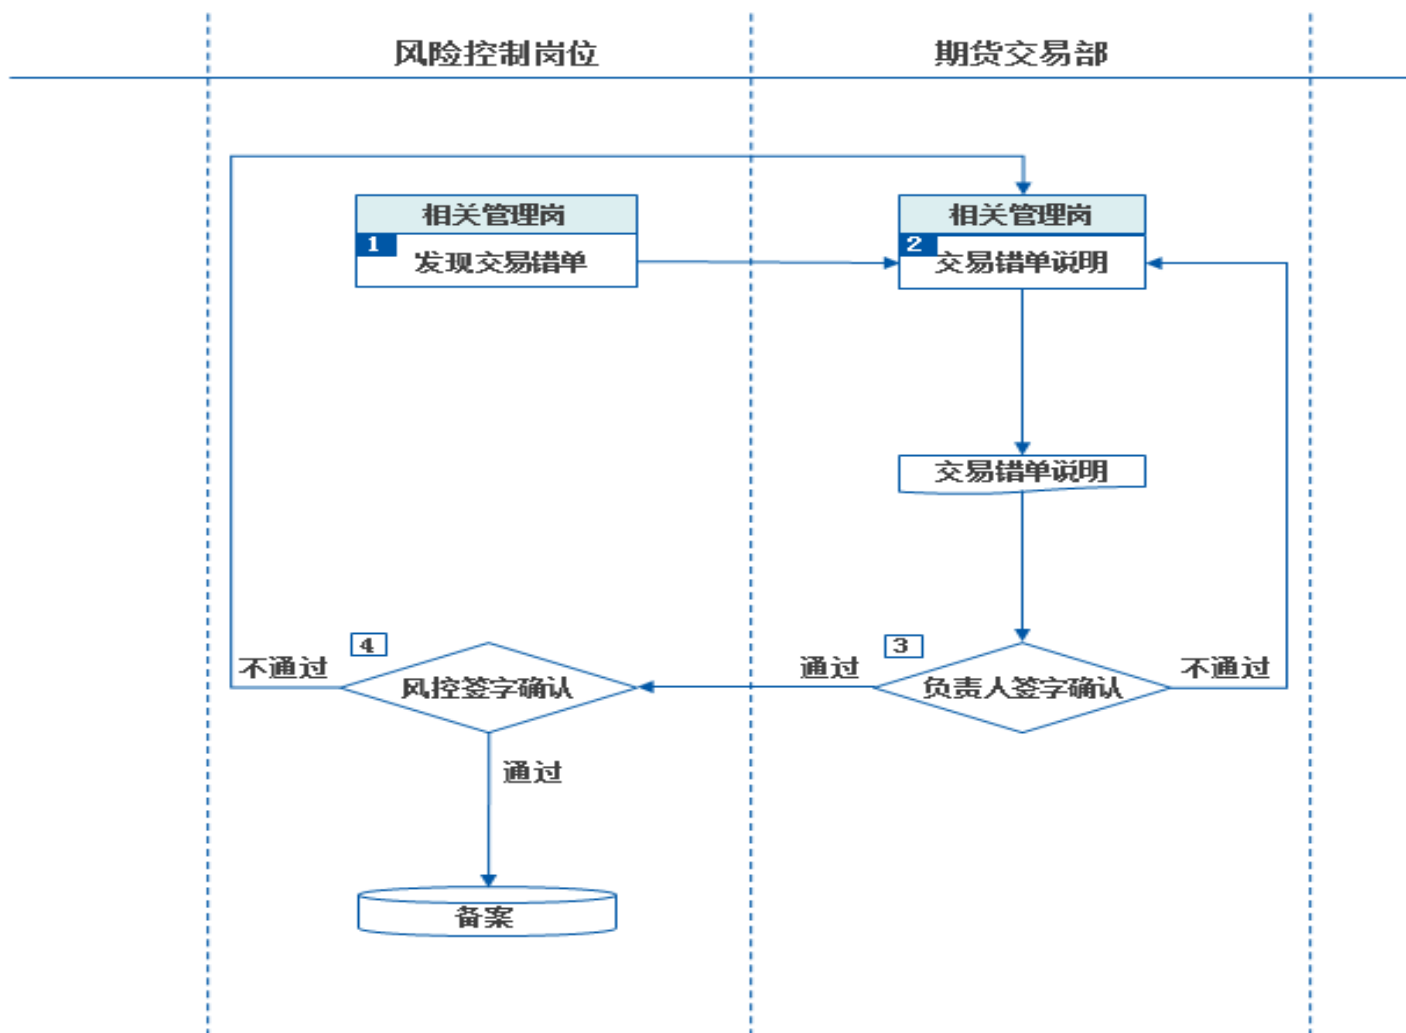 风险控制岗位
期货交易部
相关管理岗
1
发现交易错单
相关管理岗
2
交易错单说明
交易错单说明
3
负责人签字确认
通过
不通过
4
风控签字确认
不通过
通过
备案